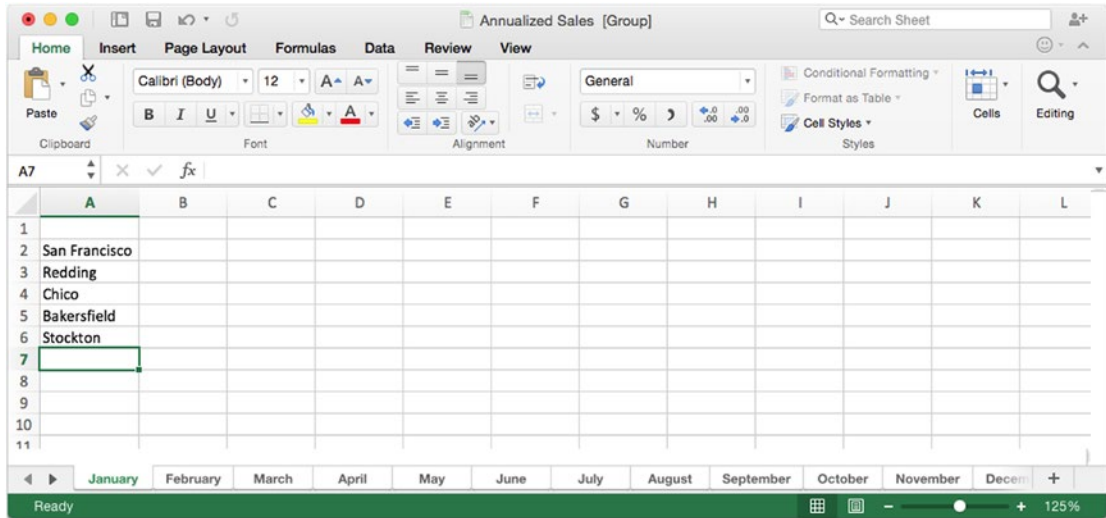 Annualized Sales [Group]
Search Sheet
Home Insert Page Layout Formulas Data Review View
Calibri (Body) 12 A A General Conditional Formatting
Format as Table
Paste B I U A $ % Cell Styles Cells Editing
Clipboard Font Alignment Number Styles
A7 fx
A B C D E F G H I J K L
1
2 San Francisco
3 Redding
4 Chico
5 Bakersfield
6 Stockton
7
8
9
10
11
January February March April May June July August September October November Decem +
Ready - + 125%